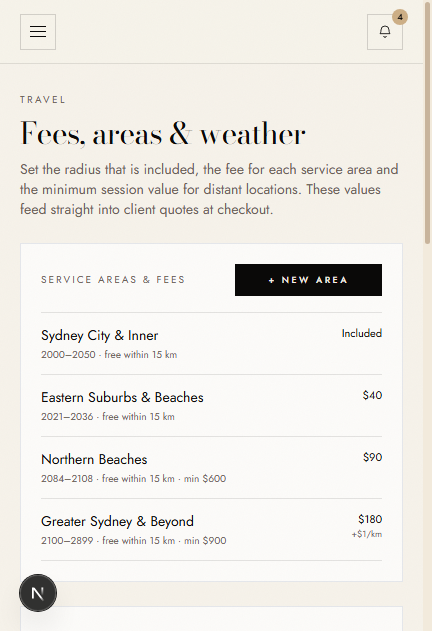 4
TRAVEL
Fees, areas & weather
Set the radius that is included, the fee for each service area and
the minimum session value for distant locations. These values
feed straight into client quotes at checkout.
SERVICE AREAS & FEES
+ NEW AREA
Sydney City & Inner
Included
2000–2050 · free within 15 km
Eastern Suburbs & Beaches
$40
2021–2036 · free within 15 km
Northern Beaches
$90
2084–2108 · free within 15 km · min $600
Greater Sydney & Beyond
$180
2100–2899 · free within 15 km · min $900
+$1/km
N